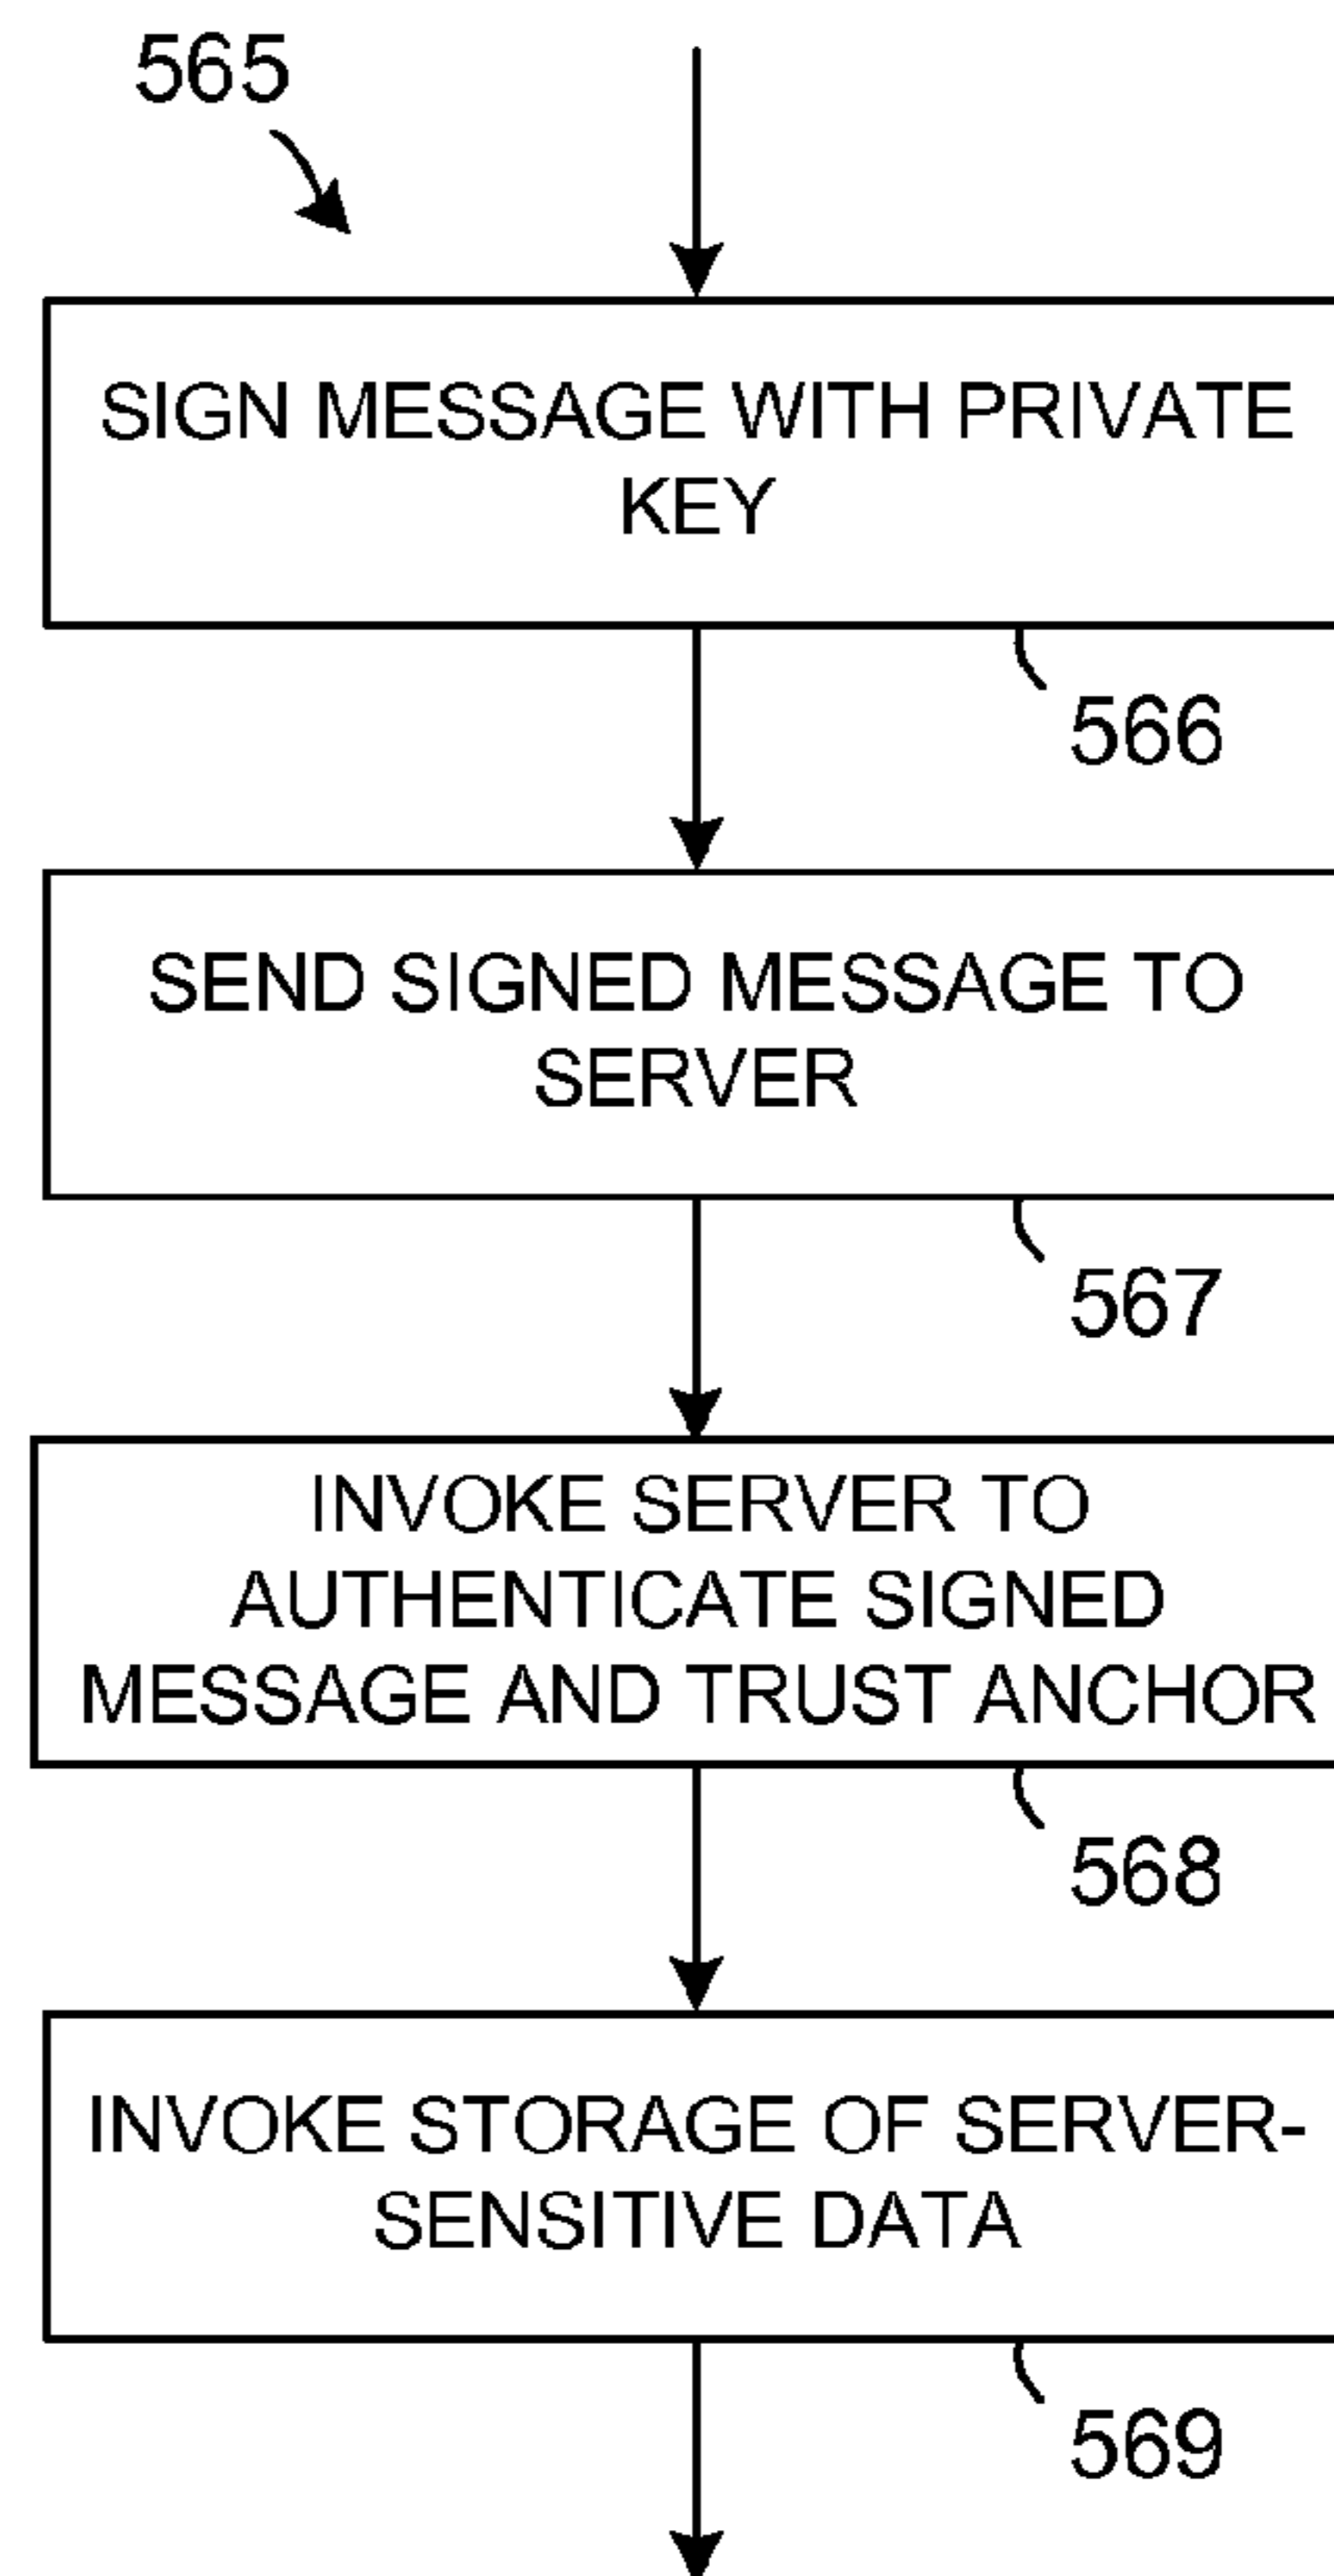 565
SIGN MESSAGE WITH PRIVATE
KEY
566
SEND SIGNED MESSAGE TO
SERVER
567
INVOKE SERVER TO
AUTHENTICATE SIGNED
MESSAGE AND TRUST ANCHOR
568
INVOKE STORAGE OF SERVER-
SENSITIVE DATA
569